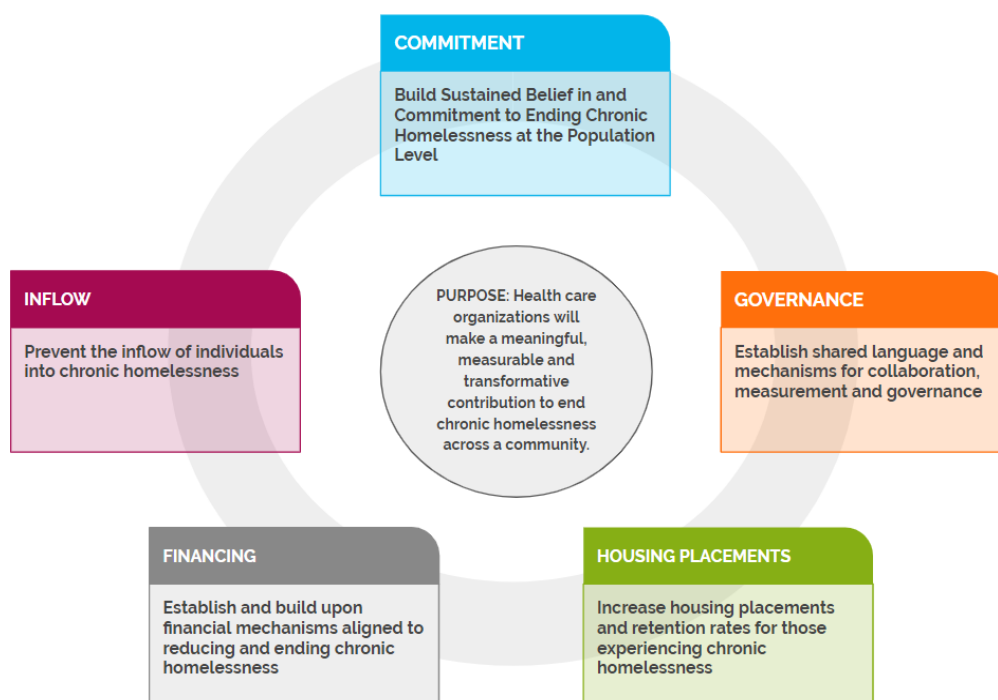 COMMITMENT
Build Sustained Belief in and
Commitment to Ending Chronic
Homelessness at the Population
Level
INFLOW
Prevent the inflow of individuals
into chronic homelessness
PURPOSE: Health care
organizations will
make a meaningful,
measurable and
transformative
contribution to end
chronic homelessness
across a community.
GOVERNANCE
Establish shared language and
mechanisms for collaboration,
measurement and governance
FINANCING
Establish and build upon
financial mechanisms aligned to
reducing and ending chronic
homelessness
HOUSING PLACEMENTS
Increase housing placements
and retention rates for those
experiencing chronic
homelessness